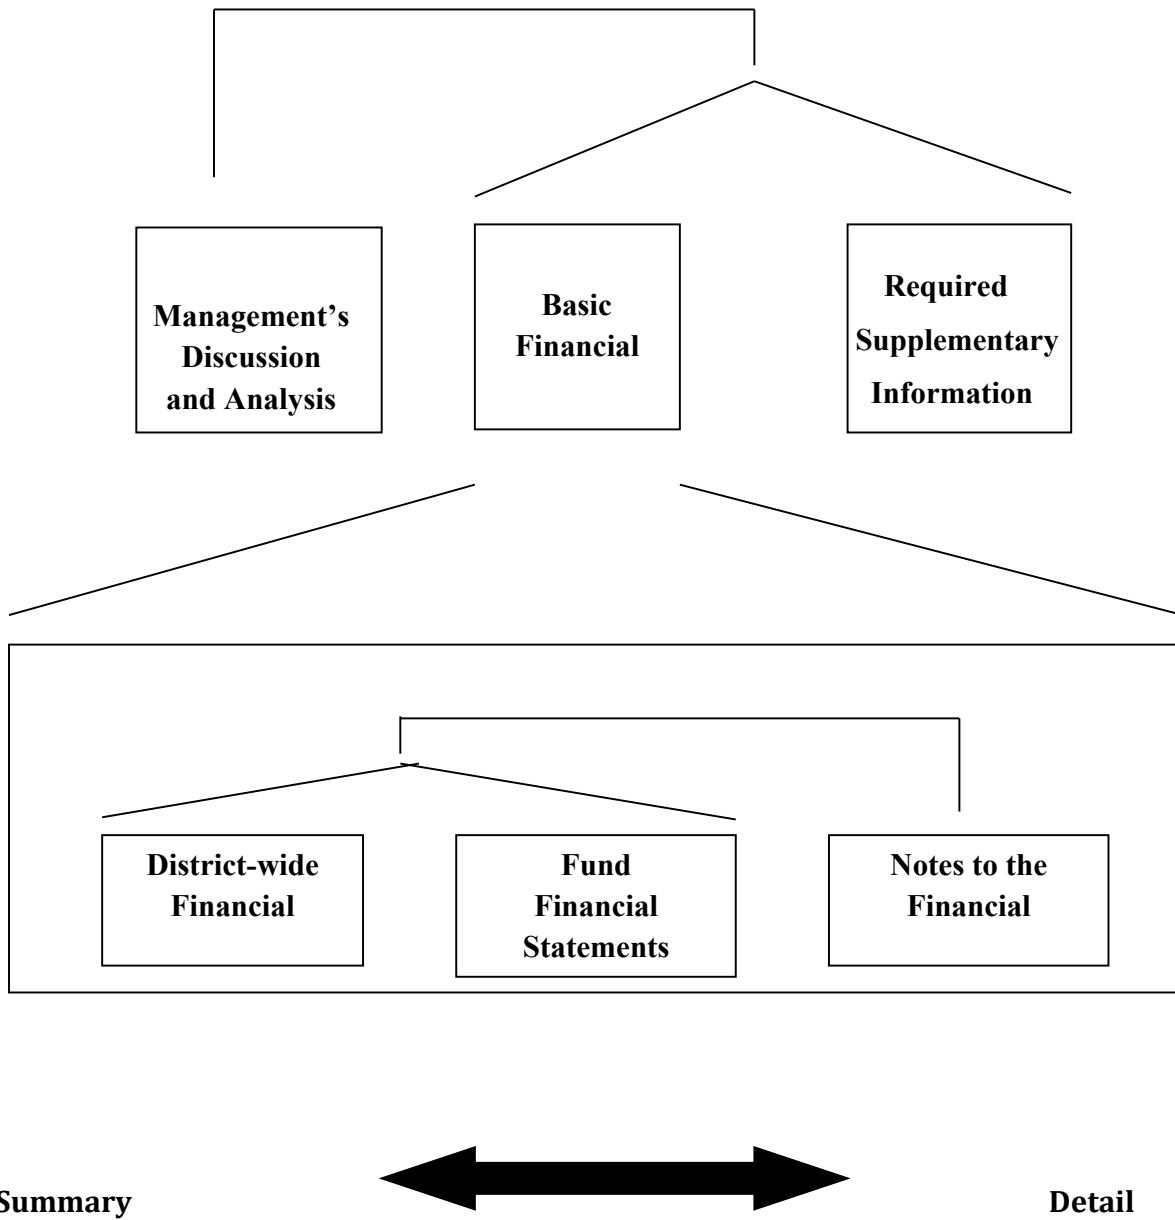 Management’s
Discussion
and Analysis
Basic
Financial
Required
Supplementary
Information
District-wide
Financial
Fund
Financial
Statements
Notes to the
Financial
Summary
Detail